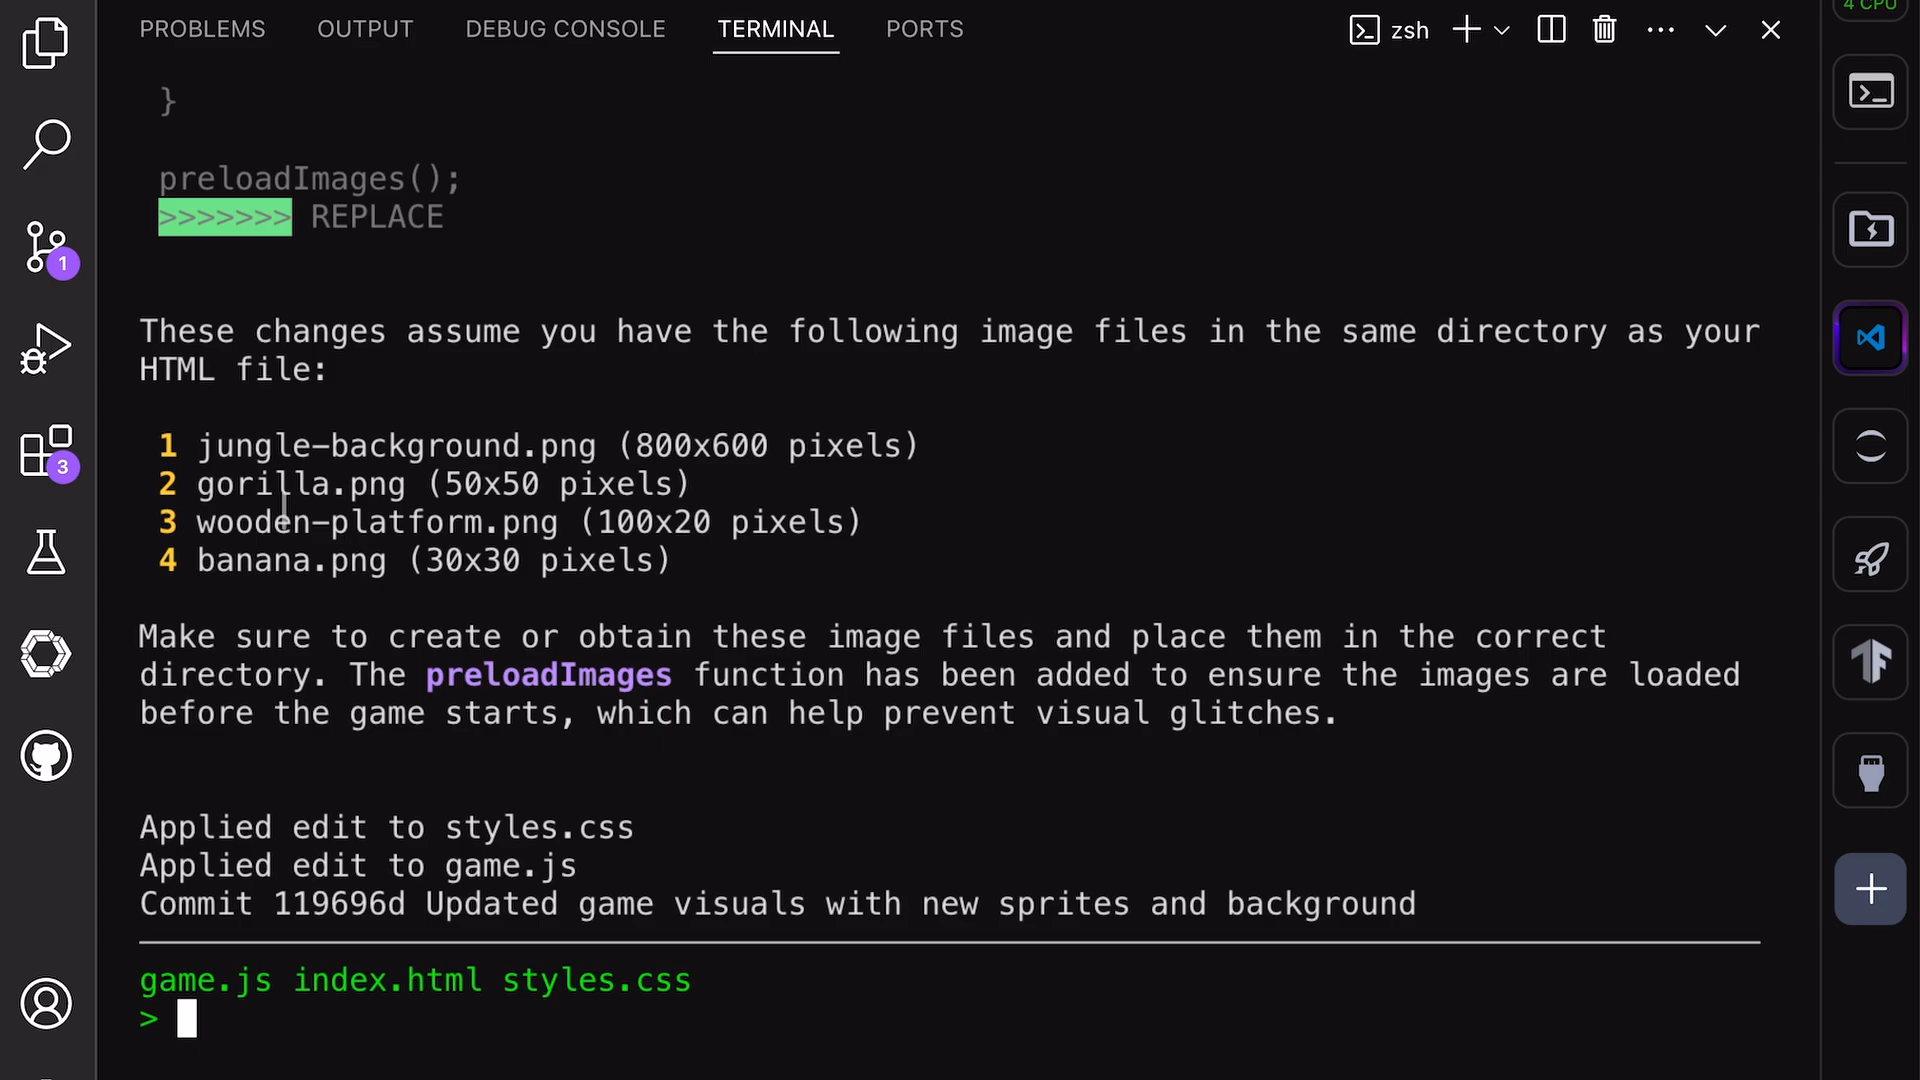 4 CPU
PROBLEMS OUTPUT DEBUG CONSOLE TERMINAL PORTS zsh
}
preloadImages();
>>>>>>> REPLACE
1
These changes assume you have the following image files in the same directory as your
HTML file:
1 jungle-background.png (800x600 pixels)
3
2 gorilla.png (50x50 pixels)
3 wooden-platform.png (100x20 pixels)
4 banana.png (30x30 pixels)
Make sure to create or obtain these image files and place them in the correct
directory. The preloadImages function has been added to ensure the images are loaded
before the game starts, which can help prevent visual glitches.
Applied edit to styles.css
Applied edit to game.js
Commit 119696d Updated game visuals with new sprites and background
game.js index.html styles.css
>